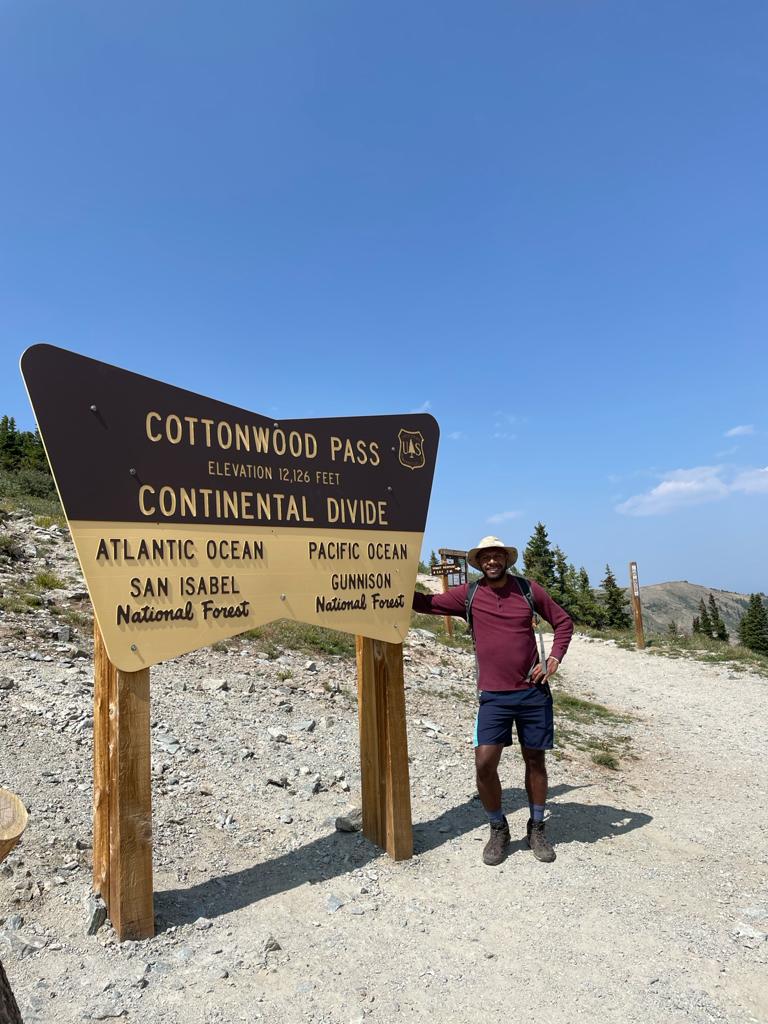 COTTONWOOD PASS
U S
ELEVATION 12,126 FEET
CONTINENTAL DIVIDE
ATLANTIC OCEAN
PACIFIC OCEAN
SAN ISABEL
National Forest
GUNNISON
National Forest